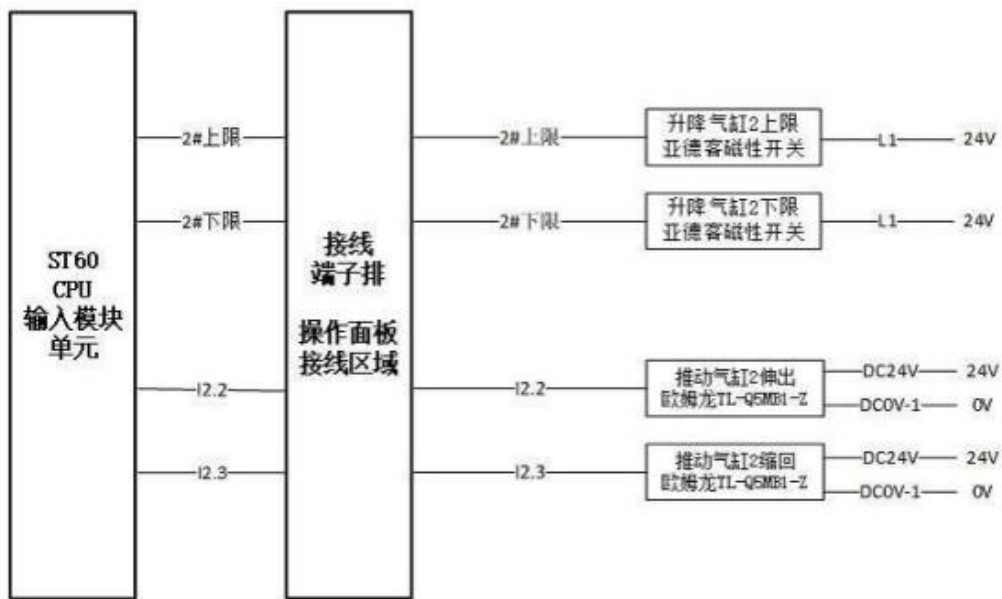 ST60
CPU
输入模块
单元
2#上限
2#下限
I2.2
I2.3
接线
端子排
操作面板
接线区域
2#上限
2#下限
I2.2
I2.3
升降气缸2上限
亚德客磁性开关
L1
24V
升降气缸2下限
亚德客磁性开关
L1
24V
推动气缸2伸出
欧姆龙TL-Q5MB1-Z
DC24V
24V
DC0V-1
0V
推动气缸2缩回
欧姆龙TL-Q5MB1-Z
DC24V
24V
DC0V-1
0V